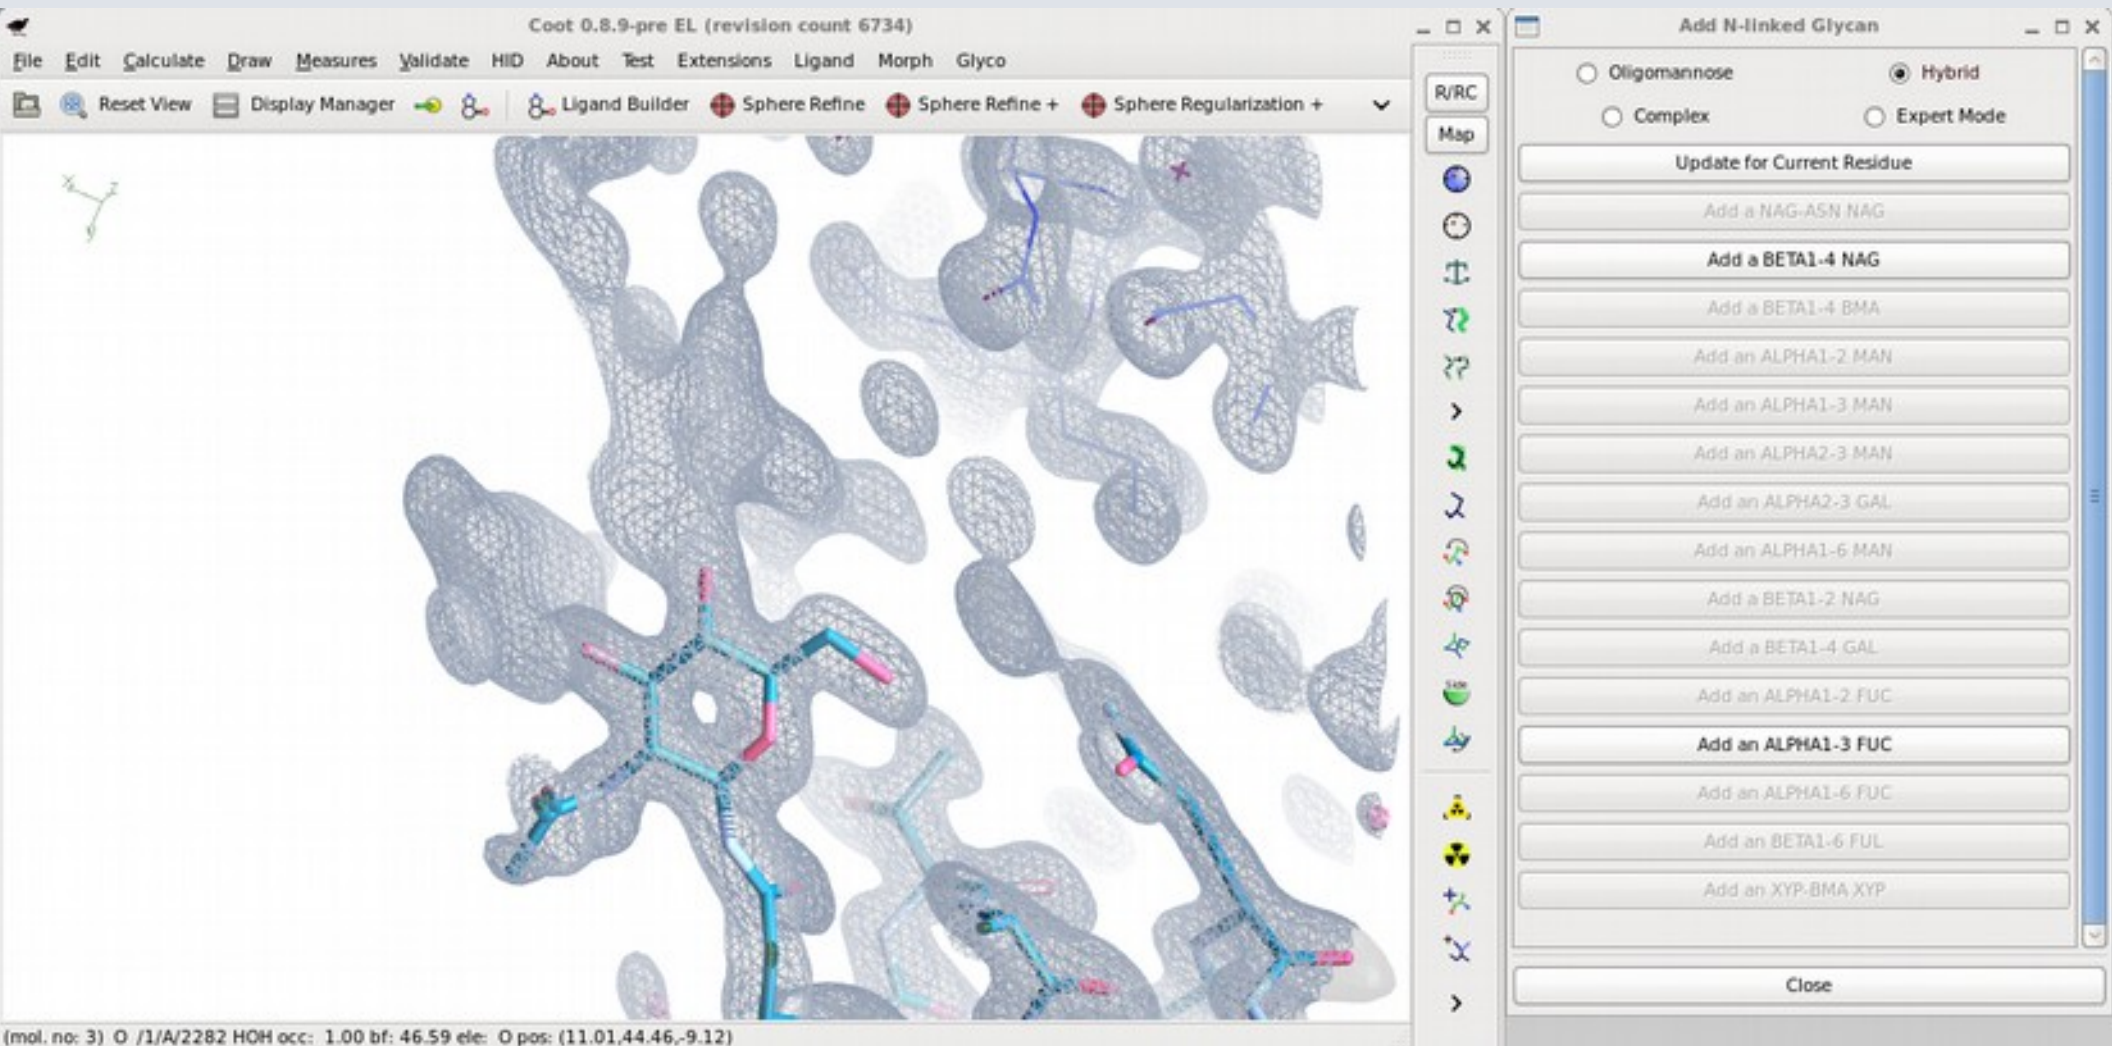 Coot 0.8.9-pre EL (revision count 6734)
File Edit Calculate Draw Measures Validate HID About Test Extensions Ligand Morph Glyco
Reset View Display Manager Ligand Builder Sphere Refine Sphere Refine + Sphere Regularization +
R/RC
Map
x z
y
(mol. no: 3) O /1/A/2282 HOH occ: 1.00 bf: 46.59 ele: O pos: (11.01,44.46,-9.12)
Add N-linked Glycan
Oligomannose Hybrid
Complex Expert Mode
Update for Current Residue
Add a NAG-ASN NAG
Add a BETA1-4 NAG
Add a BETA1-4 BMA
Add an ALPHA1-2 MAN
Add an ALPHA1-3 MAN
Add an ALPHA2-3 MAN
Add an ALPHA2-3 GAL
Add an ALPHA1-6 MAN
Add a BETA1-2 NAG
Add a BETA1-4 GAL
Add an ALPHA1-2 FUC
Add an ALPHA1-3 FUC
Add an ALPHA1-6 FUC
Add an BETA1-6 FUL
Add an XYP-BMA XYP
Close